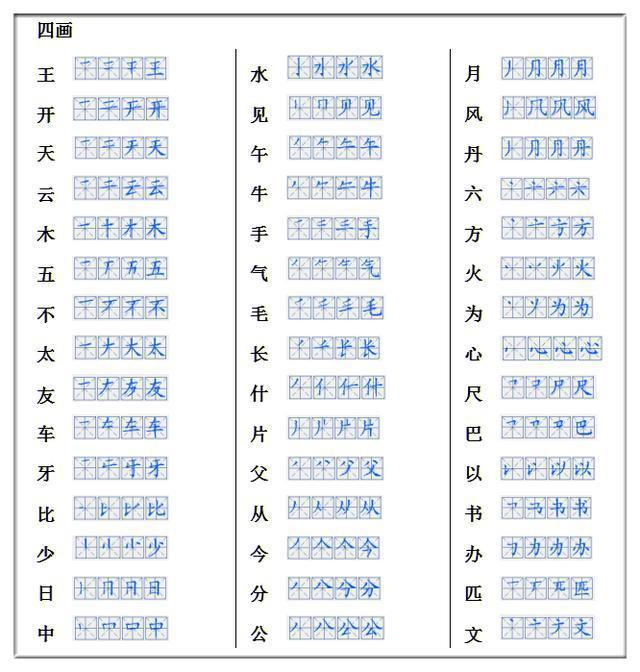 四画
王
开
天
云
木
五
不
太
友
车
牙
比
少
日
中
水
见
午
牛
手
气
毛
长
什
片
父
从
今
分
公
月
风
丹
六
方
火
为
心
尺
巴
以
书
办
匹
文